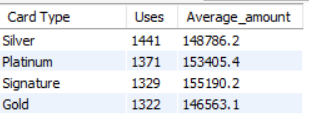 Card Type Uses Average_amount
Silver 1441 148786.2
Platinum 1371 153405.4
Signature 1329 155190.2
Gold 1322 146563.1